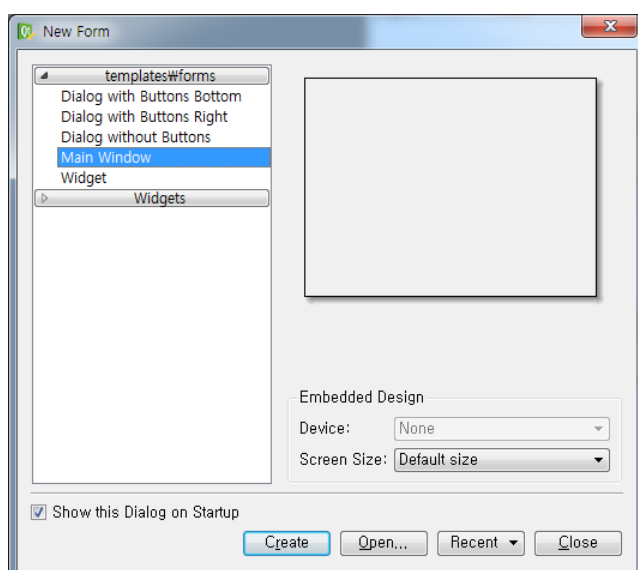 New Form
templates₩forms
Dialog with Buttons Bottom
Dialog with Buttons Right
Dialog without Buttons
Main Window
Widget
Widgets
Embedded Design
Device: None
Screen Size: Default size
Show this Dialog on Startup
Create Open... Recent Close